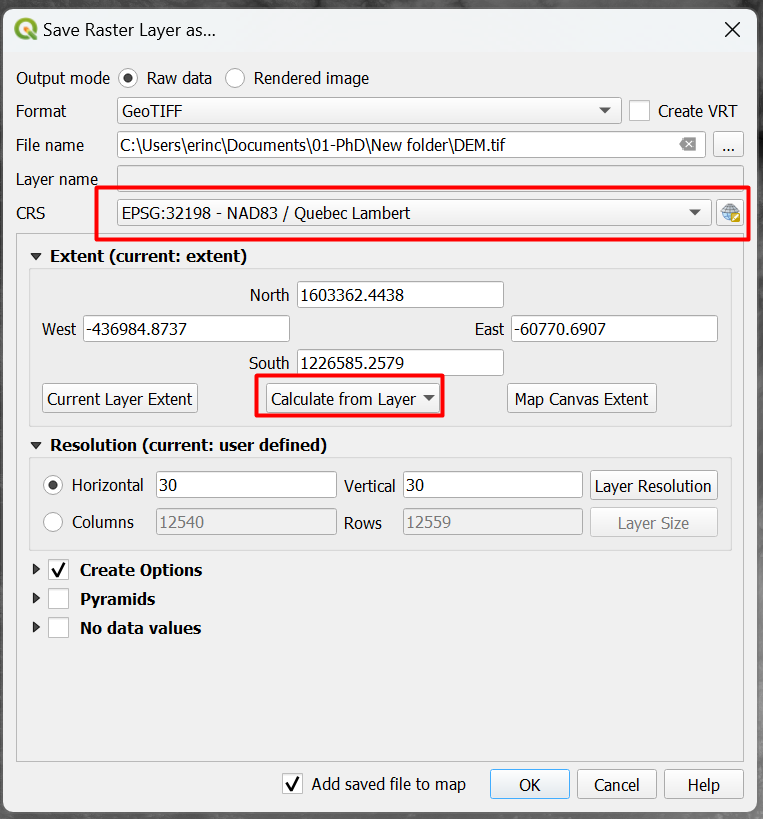 Save Raster Layer as...
Output mode Raw data Rendered image
Format GeoTIFF Create VRT
File name C:\Users\erinc\Documents\01-PhD\New folder\DEM.tif ...
Layer name
CRS EPSG:32198 - NAD83 / Quebec Lambert
Extent (current: extent)
North 1603362.4438
West -436984.8737 East -60770.6907
South 1226585.2579
Current Layer Extent Calculate from Layer Map Canvas Extent
Resolution (current: user defined)
Horizontal 30 Vertical 30 Layer Resolution
Columns 12540 Rows 12559 Layer Size
Create Options
Pyramids
No data values
Add saved file to map OK Cancel Help